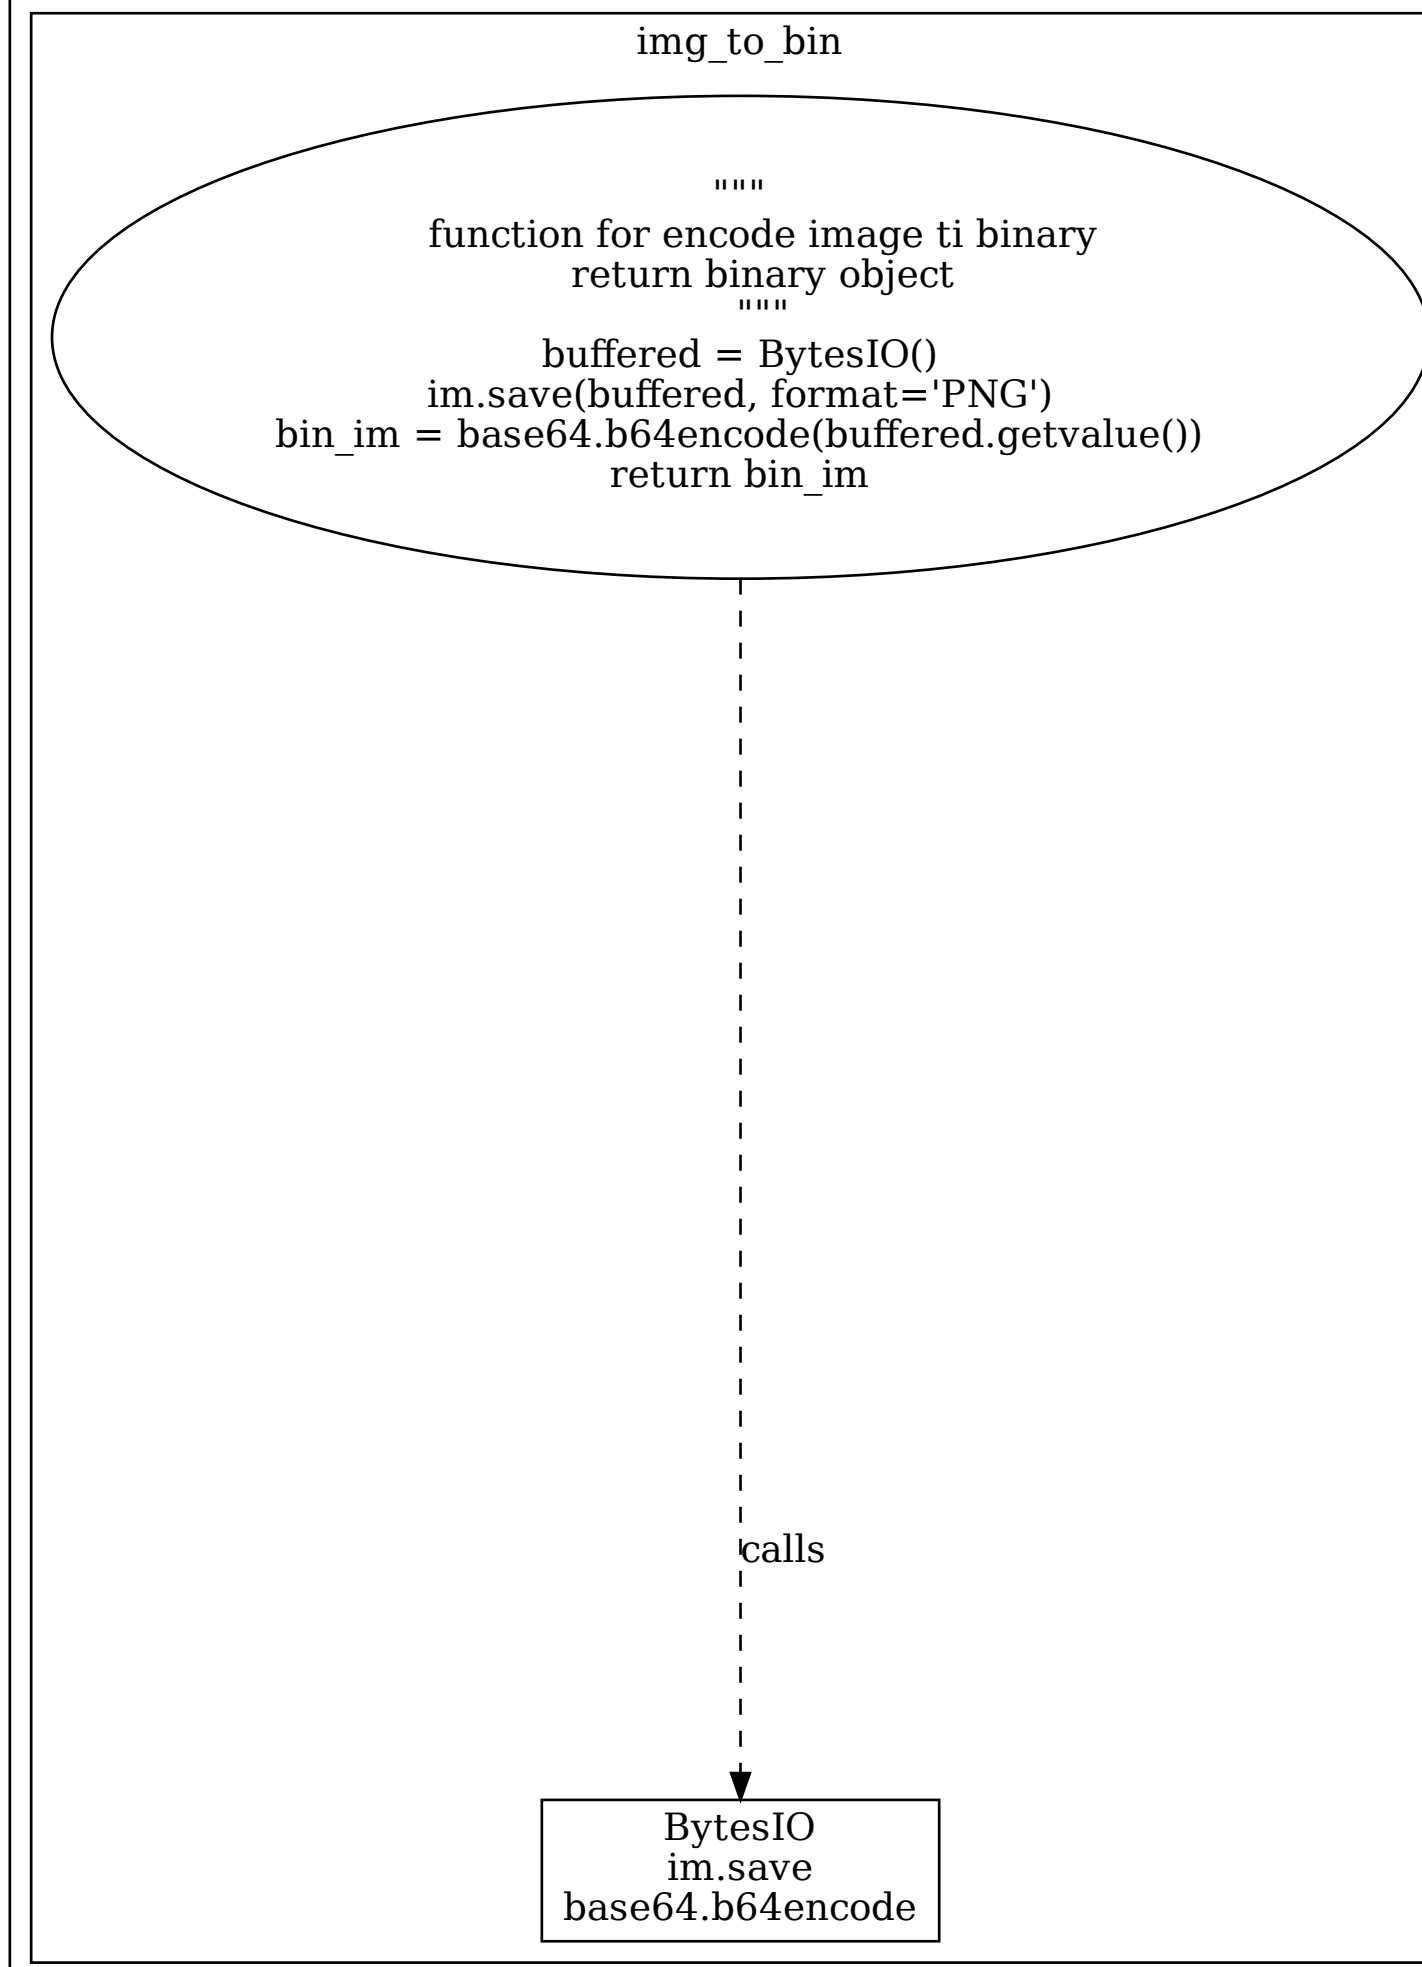 img_to_bin
"""
function for encode image ti binary
return binary object
"""
buffered = BytesIO()
im.save(buffered, format='PNG')
bin_im = base64.b64encode(buffered.getvalue())
return bin_im
calls
BytesIO
im.save
base64.b64encode